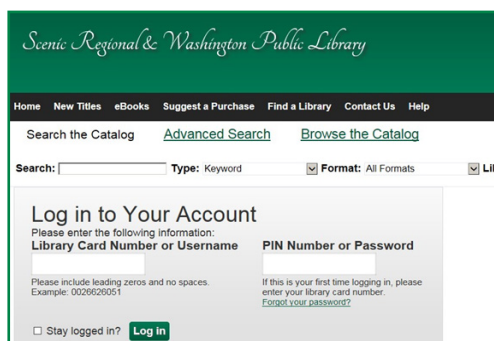 Scenic Regional & Washington Public Library
Home New Titles eBooks Suggest a Purchase Find a Library Contact Us Help
Search the Catalog Advanced Search Browse the Catalog
Search: Type: Keyword Format: All Formats Li
Log in to Your Account
Please enter the following information:
Library Card Number or Username PIN Number or Password
Please include leading zeros and no spaces. If this is your first time logging in, please
Example: 0026626051 enter your library card number.
Forgot your password?
Stay logged in? Log in